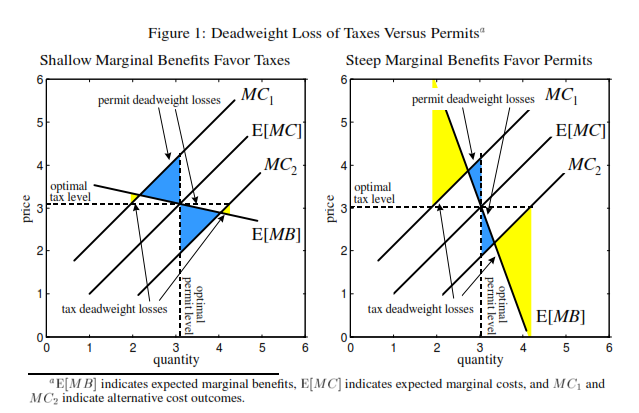 Figure 1: Deadweight Loss of Taxes Versus Permitsᵃ
Shallow Marginal Benefits Favor Taxes
6
5
4
3
2
1
0
0 1 2 3 4 5 6
price
quantity
permit deadweight losses
MC₁
E[MC]
MC₂
optimal
tax level
E[MB]
tax deadweight losses
optimal
permit level
Steep Marginal Benefits Favor Permits
6
5
4
3
2
1
0
0 1 2 3 4 5 6
price
quantity
permit deadweight losses
MC₁
E[MC]
MC₂
optimal
tax level
tax deadweight losses
optimal
permit level
E[MB]
ᵃE[MB] indicates expected marginal benefits, E[MC] indicates expected marginal costs, and MC₁ and
MC₂ indicate alternative cost outcomes.